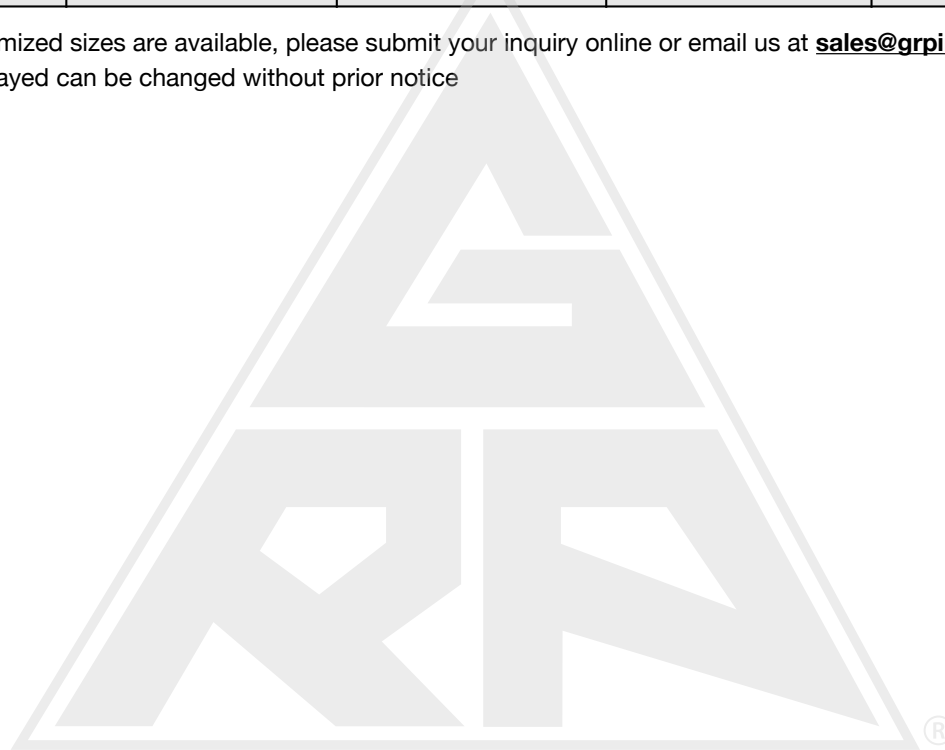 mized sizes are available, please submit your inquiry online or email us at sales@grpi
ayed can be changed without prior notice
G
RP
®